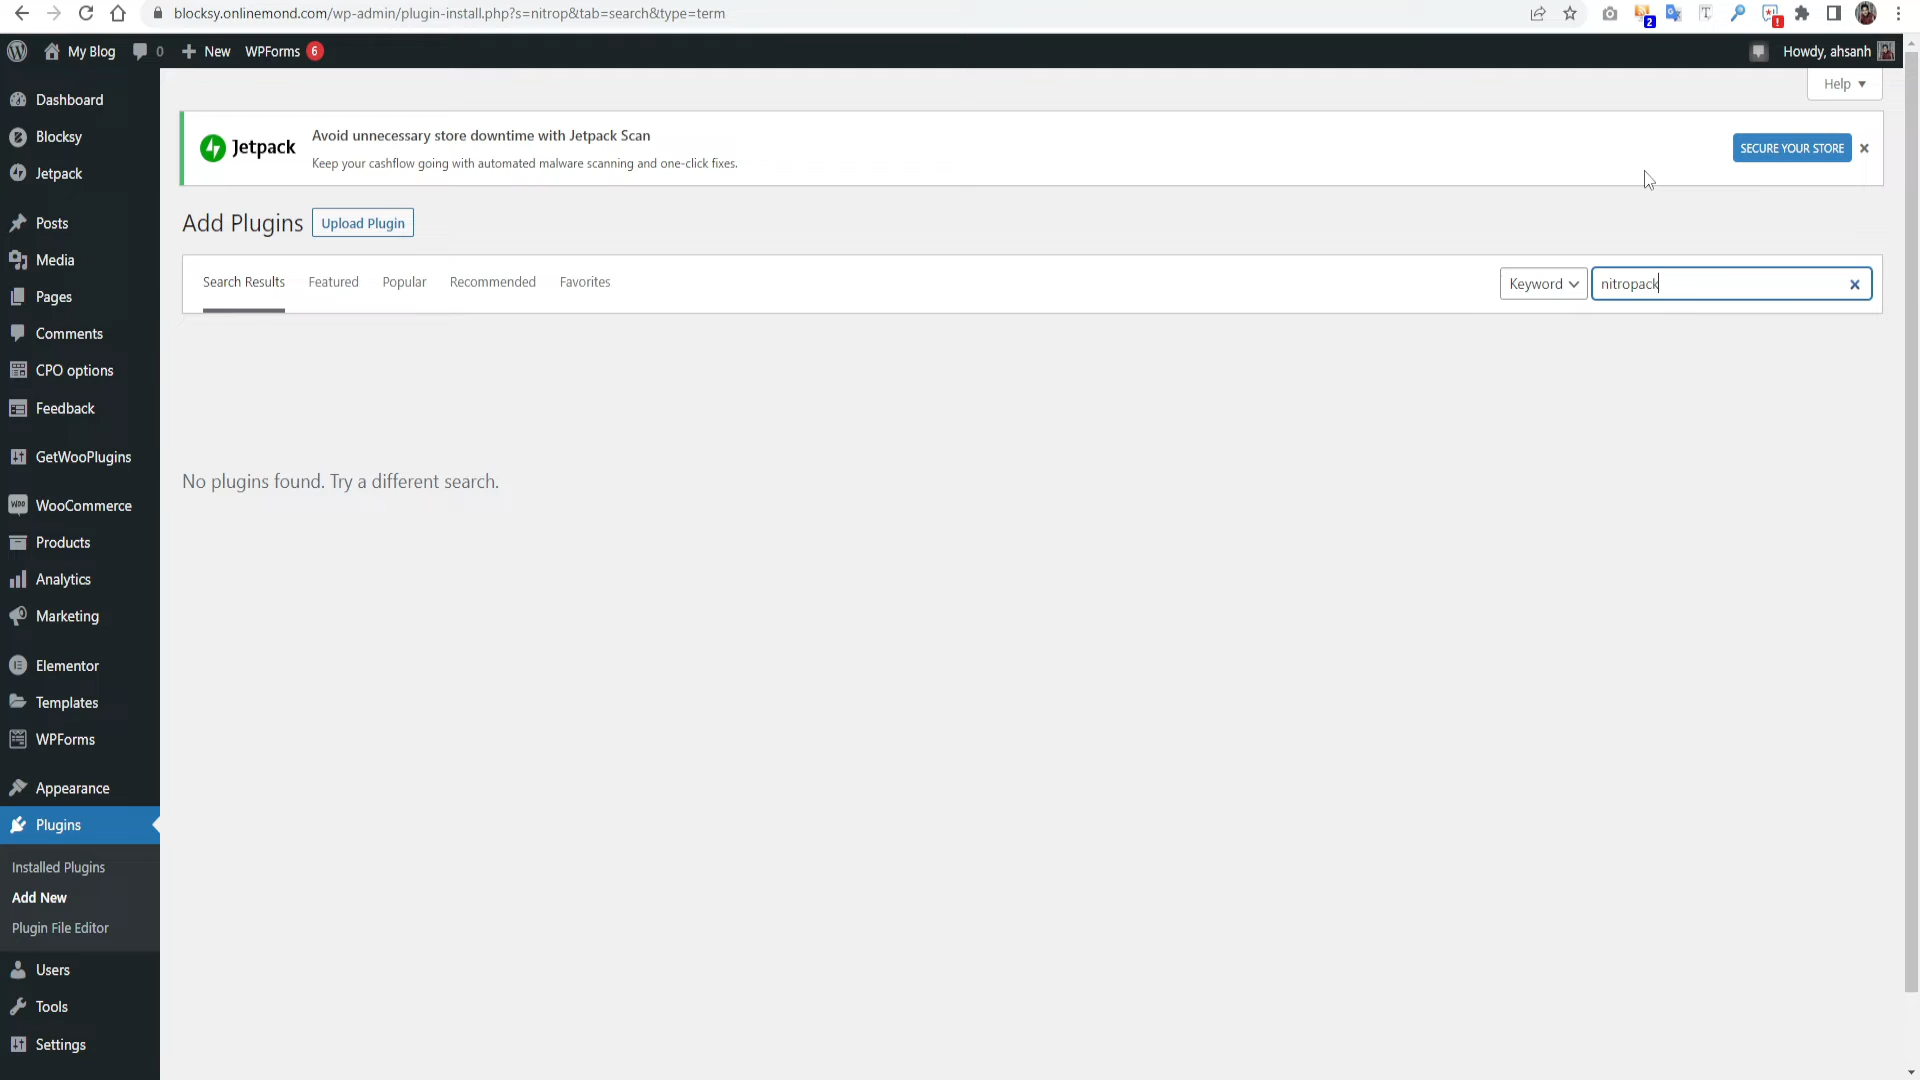 blocksy.onlinemond.com/wp-admin/plugin-install.php?s=nitrop&tab=search&type=term
2
My Blog 0 New WPForms 6
Howdy, ahsanh
Help
Dashboard
Blocksy
Jetpack
Posts
Media
Pages
Comments
CPO options
Feedback
GetWooPlugins
WooCommerce
Products
Analytics
Marketing
Elementor
Templates
WPForms
Appearance
Plugins
Installed Plugins
Add New
Plugin File Editor
Users
Tools
Settings
Jetpack
Avoid unnecessary store downtime with Jetpack Scan
Keep your cashflow going with automated malware scanning and one-click fixes.
SECURE YOUR STORE
Add Plugins Upload Plugin
Search Results Featured Popular Recommended Favorites
Keyword nitropack
No plugins found. Try a different search.